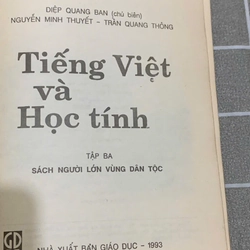 DIỆP QUANG BAN (chủ biên)
NGUYỄN MINH THUYẾT – TRẦN QUANG THÔNG
Tiếng Việt
và
Học tính
TẬP BA
SÁCH NGƯỜI LỚN VÙNG DÂN TỘC
GD
NHÀ XUẤT BẢN GIÁO DỤC – 1993